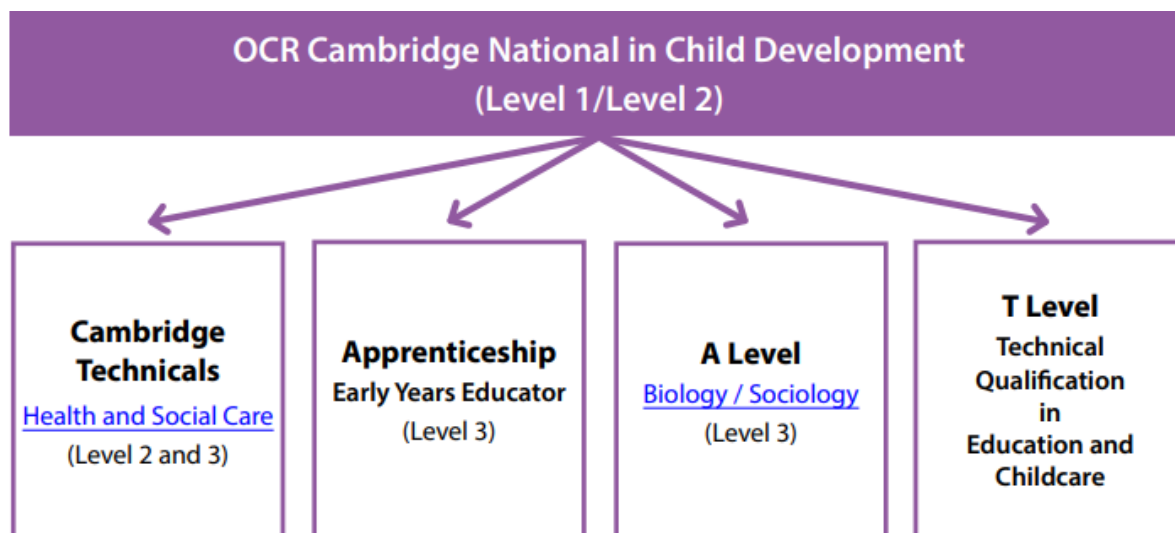 OCR Cambridge National in Child Development
(Level 1/Level 2)
Cambridge
Technicals
Health and Social Care
(Level 2 and 3)
Apprenticeship
Early Years Educator
(Level 3)
A Level
Biology / Sociology
(Level 3)
T Level
Technical
Qualification
in
Education and
Childcare